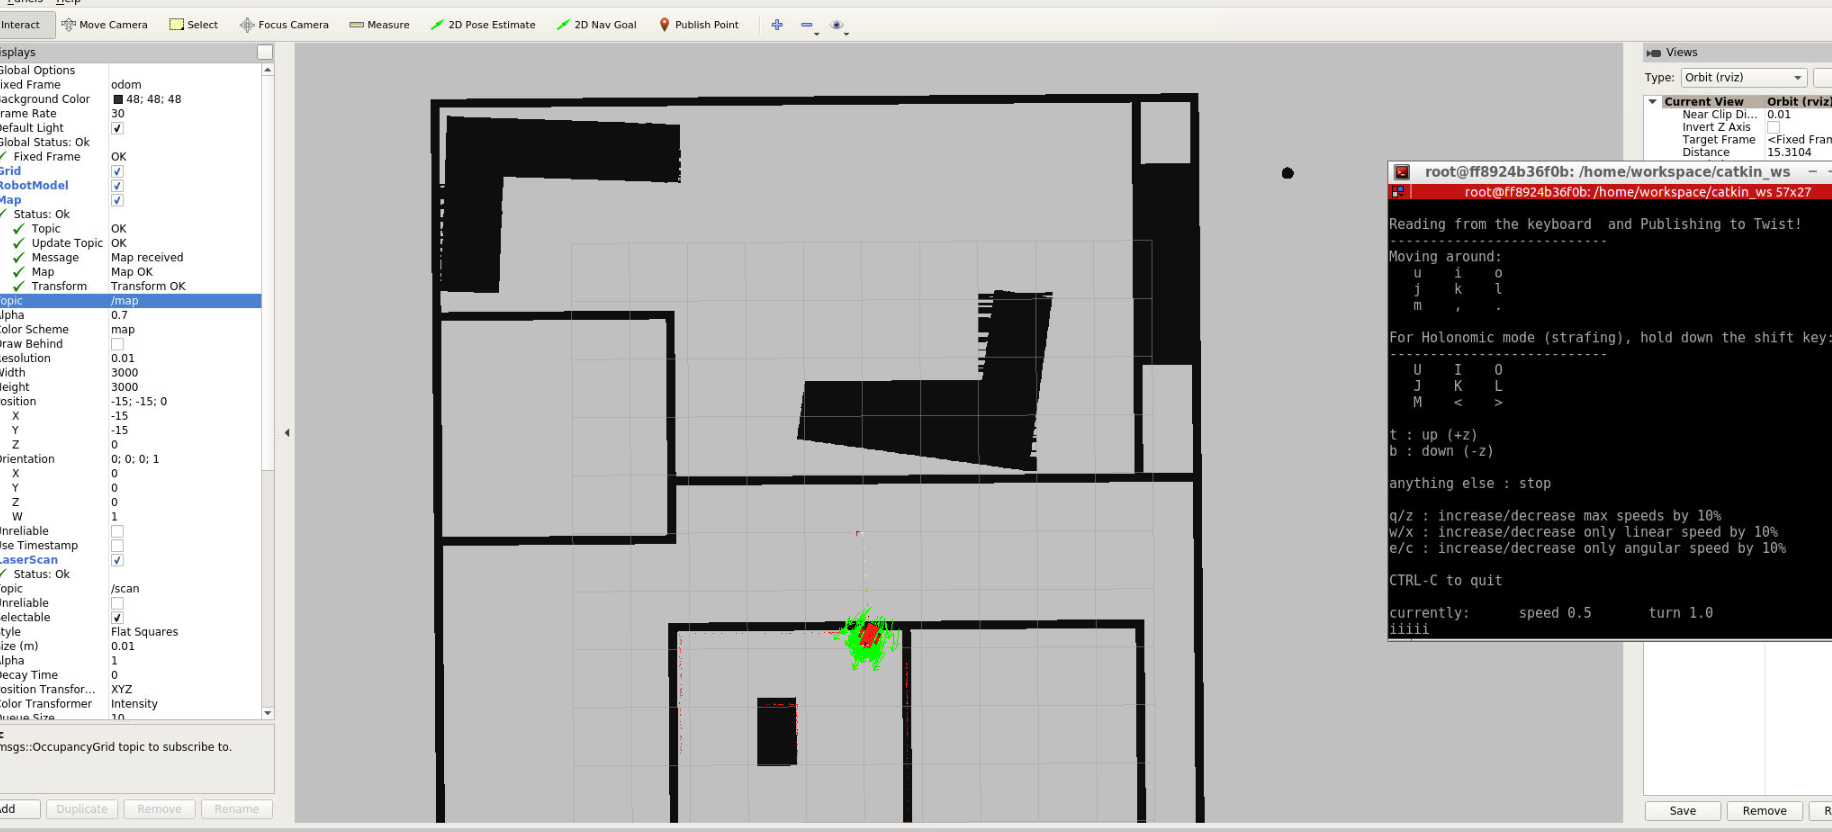 Panels Help
Interact Move Camera Select Focus Camera Measure 2D Pose Estimate 2D Nav Goal Publish Point
isplays
Global Options
ixed Frame odom
ackground Color 48; 48; 48
rame Rate 30
efault Light
Global Status: Ok
Fixed Frame OK
Grid
RobotModel
Map
Status: Ok
Topic OK
Update Topic OK
Message Map received
Map Map OK
Transform Transform OK
opic /map
lpha 0.7
Color Scheme map
raw Behind
esolution 0.01
Width 3000
eight 3000
osition -15; -15; 0
X -15
Y -15
Z 0
Orientation 0; 0; 0; 1
X 0
Y 0
Z 0
W 1
nreliable
se Timestamp
LaserScan
Status: Ok
opic /scan
nreliable
electable
tyle Flat Squares
ize (m) 0.01
lpha 1
ecay Time 0
osition Transfor... XYZ
olor Transformer Intensity
ueue Size 10
c
msgs::OccupancyGrid topic to subscribe to.
dd Duplicate Remove Rename
Views
Type: Orbit (rviz)
Current View Orbit (rviz)
Near Clip Di... 0.01
Invert Z Axis
Target Frame <Fixed Fram
Distance 15.3104
root@ff8924b36f0b: /home/workspace/catkin_ws
root@ff8924b36f0b: /home/workspace/catkin_ws 57x27
Reading from the keyboard  and Publishing to Twist!
---------------------------
Moving around:
u i o
j k l
m , .
For Holonomic mode (strafing), hold down the shift key:
---------------------------
U I O
J K L
M < >
t : up (+z)
b : down (-z)
anything else : stop
q/z : increase/decrease max speeds by 10%
w/x : increase/decrease only linear speed by 10%
e/c : increase/decrease only angular speed by 10%
CTRL-C to quit
currently: speed 0.5 turn 1.0
iiiii
Save Remove R